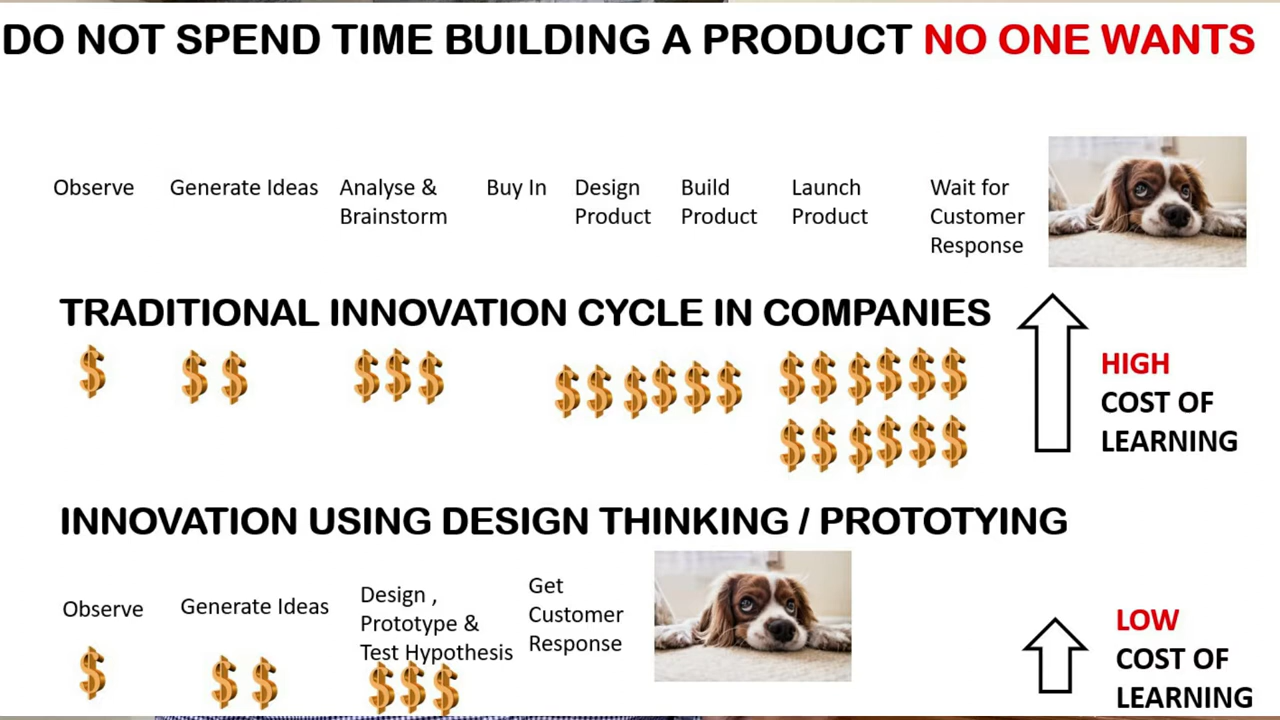 DO NOT SPEND TIME BUILDING A PRODUCT NO ONE WANTS
Observe
Generate Ideas
Analyse &
Brainstorm
Buy In
Design
Product
Build
Product
Launch
Product
Wait for
Customer
Response
TRADITIONAL INNOVATION CYCLE IN COMPANIES
$
$ $
$ $ $
$ $ $ $ $ $
$ $ $ $ $ $
$ $ $ $ $ $
HIGH
COST OF
LEARNING
INNOVATION USING DESIGN THINKING / PROTOTYING
Observe
$
Generate Ideas
$ $
Design ,
Prototype &
Test Hypothesis
$ $ $
Get
Customer
Response
LOW
COST OF
LEARNING